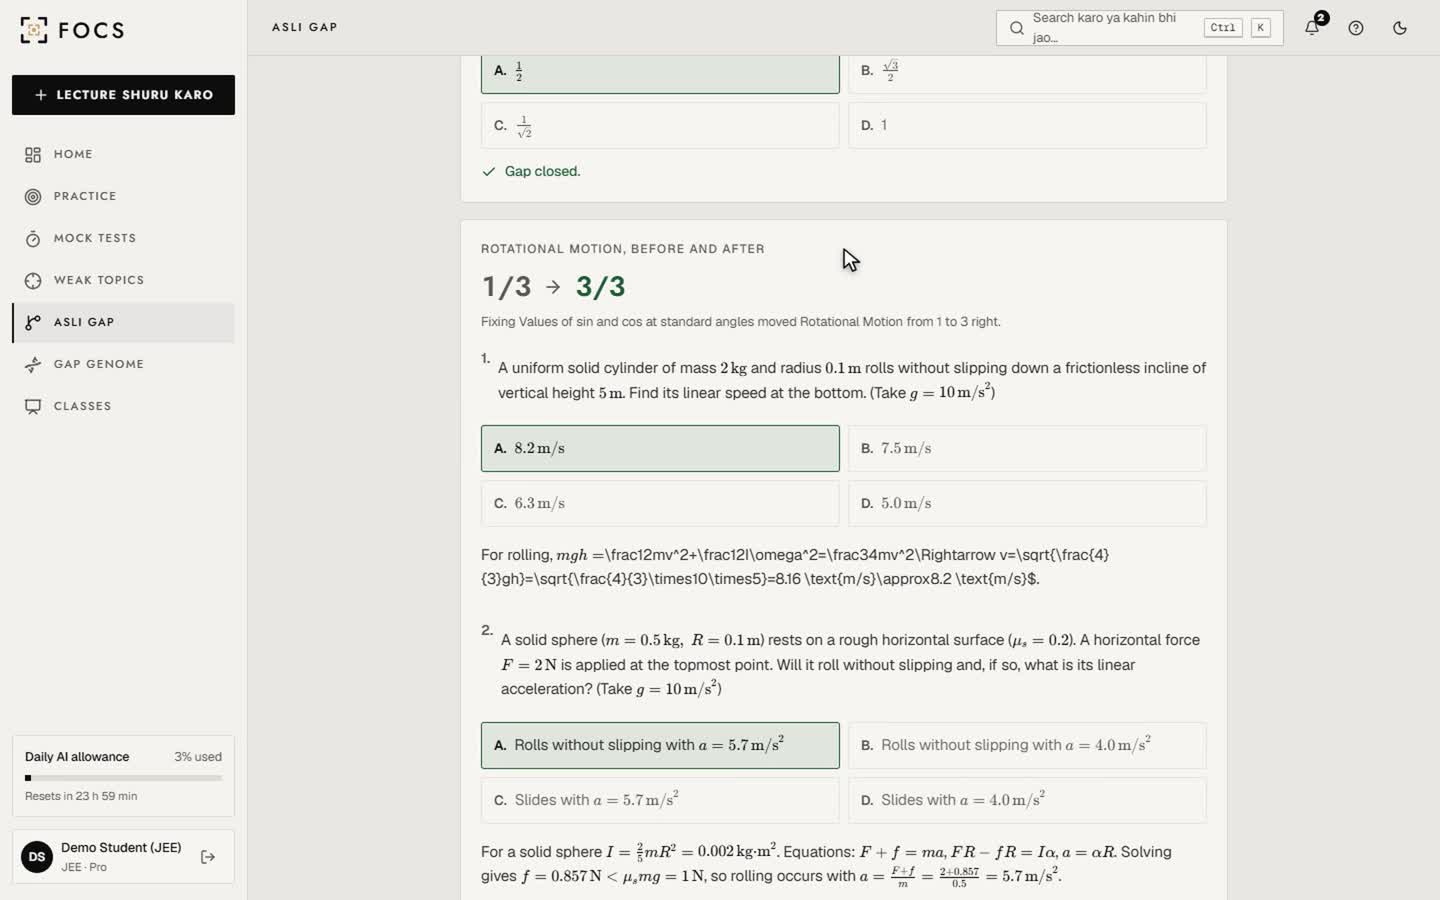 FOCS
ASLI GAP
Search karo ya kahin bhi
jao...
Ctrl K
2
+ LECTURE SHURU KARO
HOME
PRACTICE
MOCK TESTS
WEAK TOPICS
ASLI GAP
GAP GENOME
CLASSES
Daily AI allowance 3% used
Resets in 23 h 59 min
DS Demo Student (JEE)
JEE · Pro
A. 1/2 B. √3/2
C. 1/√2 D. 1
Gap closed.
ROTATIONAL MOTION, BEFORE AND AFTER
1/3 → 3/3
Fixing Values of sin and cos at standard angles moved Rotational Motion from 1 to 3 right.
1. A uniform solid cylinder of mass 2 kg and radius 0.1 m rolls without slipping down a frictionless incline of
vertical height 5 m. Find its linear speed at the bottom. (Take g = 10 m/s²)
A. 8.2 m/s B. 7.5 m/s
C. 6.3 m/s D. 5.0 m/s
For rolling, mgh =\frac12mv^2+\frac12I\omega^2=\frac34mv^2\Rightarrow v=\sqrt{\frac{4}
{3}gh}=\sqrt{\frac{4}{3}\times10\times5}=8.16 \text{m/s}\approx8.2 \text{m/s}$.
2. A solid sphere (m = 0.5 kg, R = 0.1 m) rests on a rough horizontal surface (μₛ = 0.2). A horizontal force
F = 2 N is applied at the topmost point. Will it roll without slipping and, if so, what is its linear
acceleration? (Take g = 10 m/s²)
A. Rolls without slipping with a = 5.7 m/s² B. Rolls without slipping with a = 4.0 m/s²
C. Slides with a = 5.7 m/s² D. Slides with a = 4.0 m/s²
For a solid sphere I = 2/5 mR² = 0.002 kg·m². Equations: F + f = ma, FR − fR = Iα, a = αR. Solving
gives f = 0.857 N < μₛmg = 1 N, so rolling occurs with a = F+f/m = 2+0.857/0.5 = 5.7 m/s².